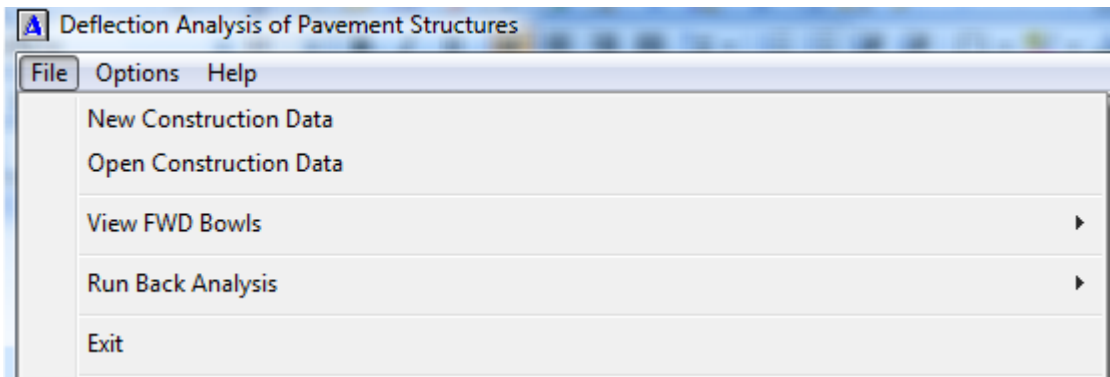 Deflection Analysis of Pavement Structures
File Options Help
New Construction Data
Open Construction Data
View FWD Bowls
Run Back Analysis
Exit